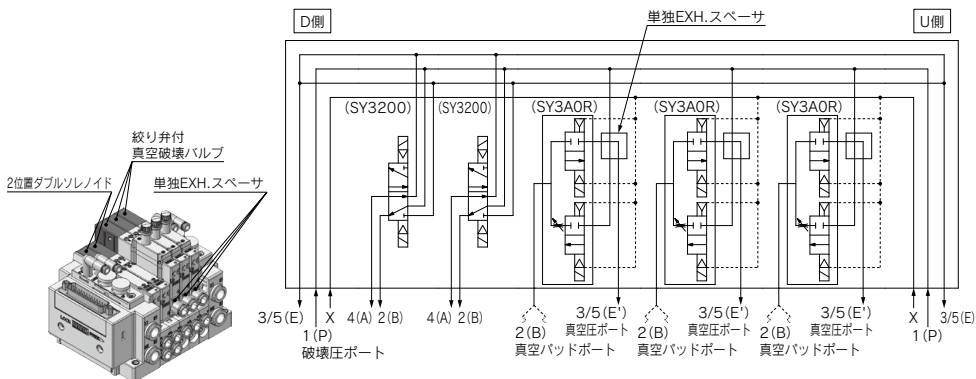 D側
単独EXH.スペーサ
U側
(SY3200)
(SY3200)
(SY3A0R)
(SY3A0R)
(SY3A0R)
絞り弁付
真空破壊バルブ
2位置ダブルソレノイド
単独EXH.スペーサ
3/5(E)
1(P)
破壊圧ポート
X
4(A)
2(B)
4(A)
2(B)
2(B)
真空パッドポート
3/5(E')
真空圧ポート
2(B)
真空パッドポート
3/5(E')
真空圧ポート
2(B)
真空パッドポート
3/5(E')
真空圧ポート
X
1(P)
3/5(E)